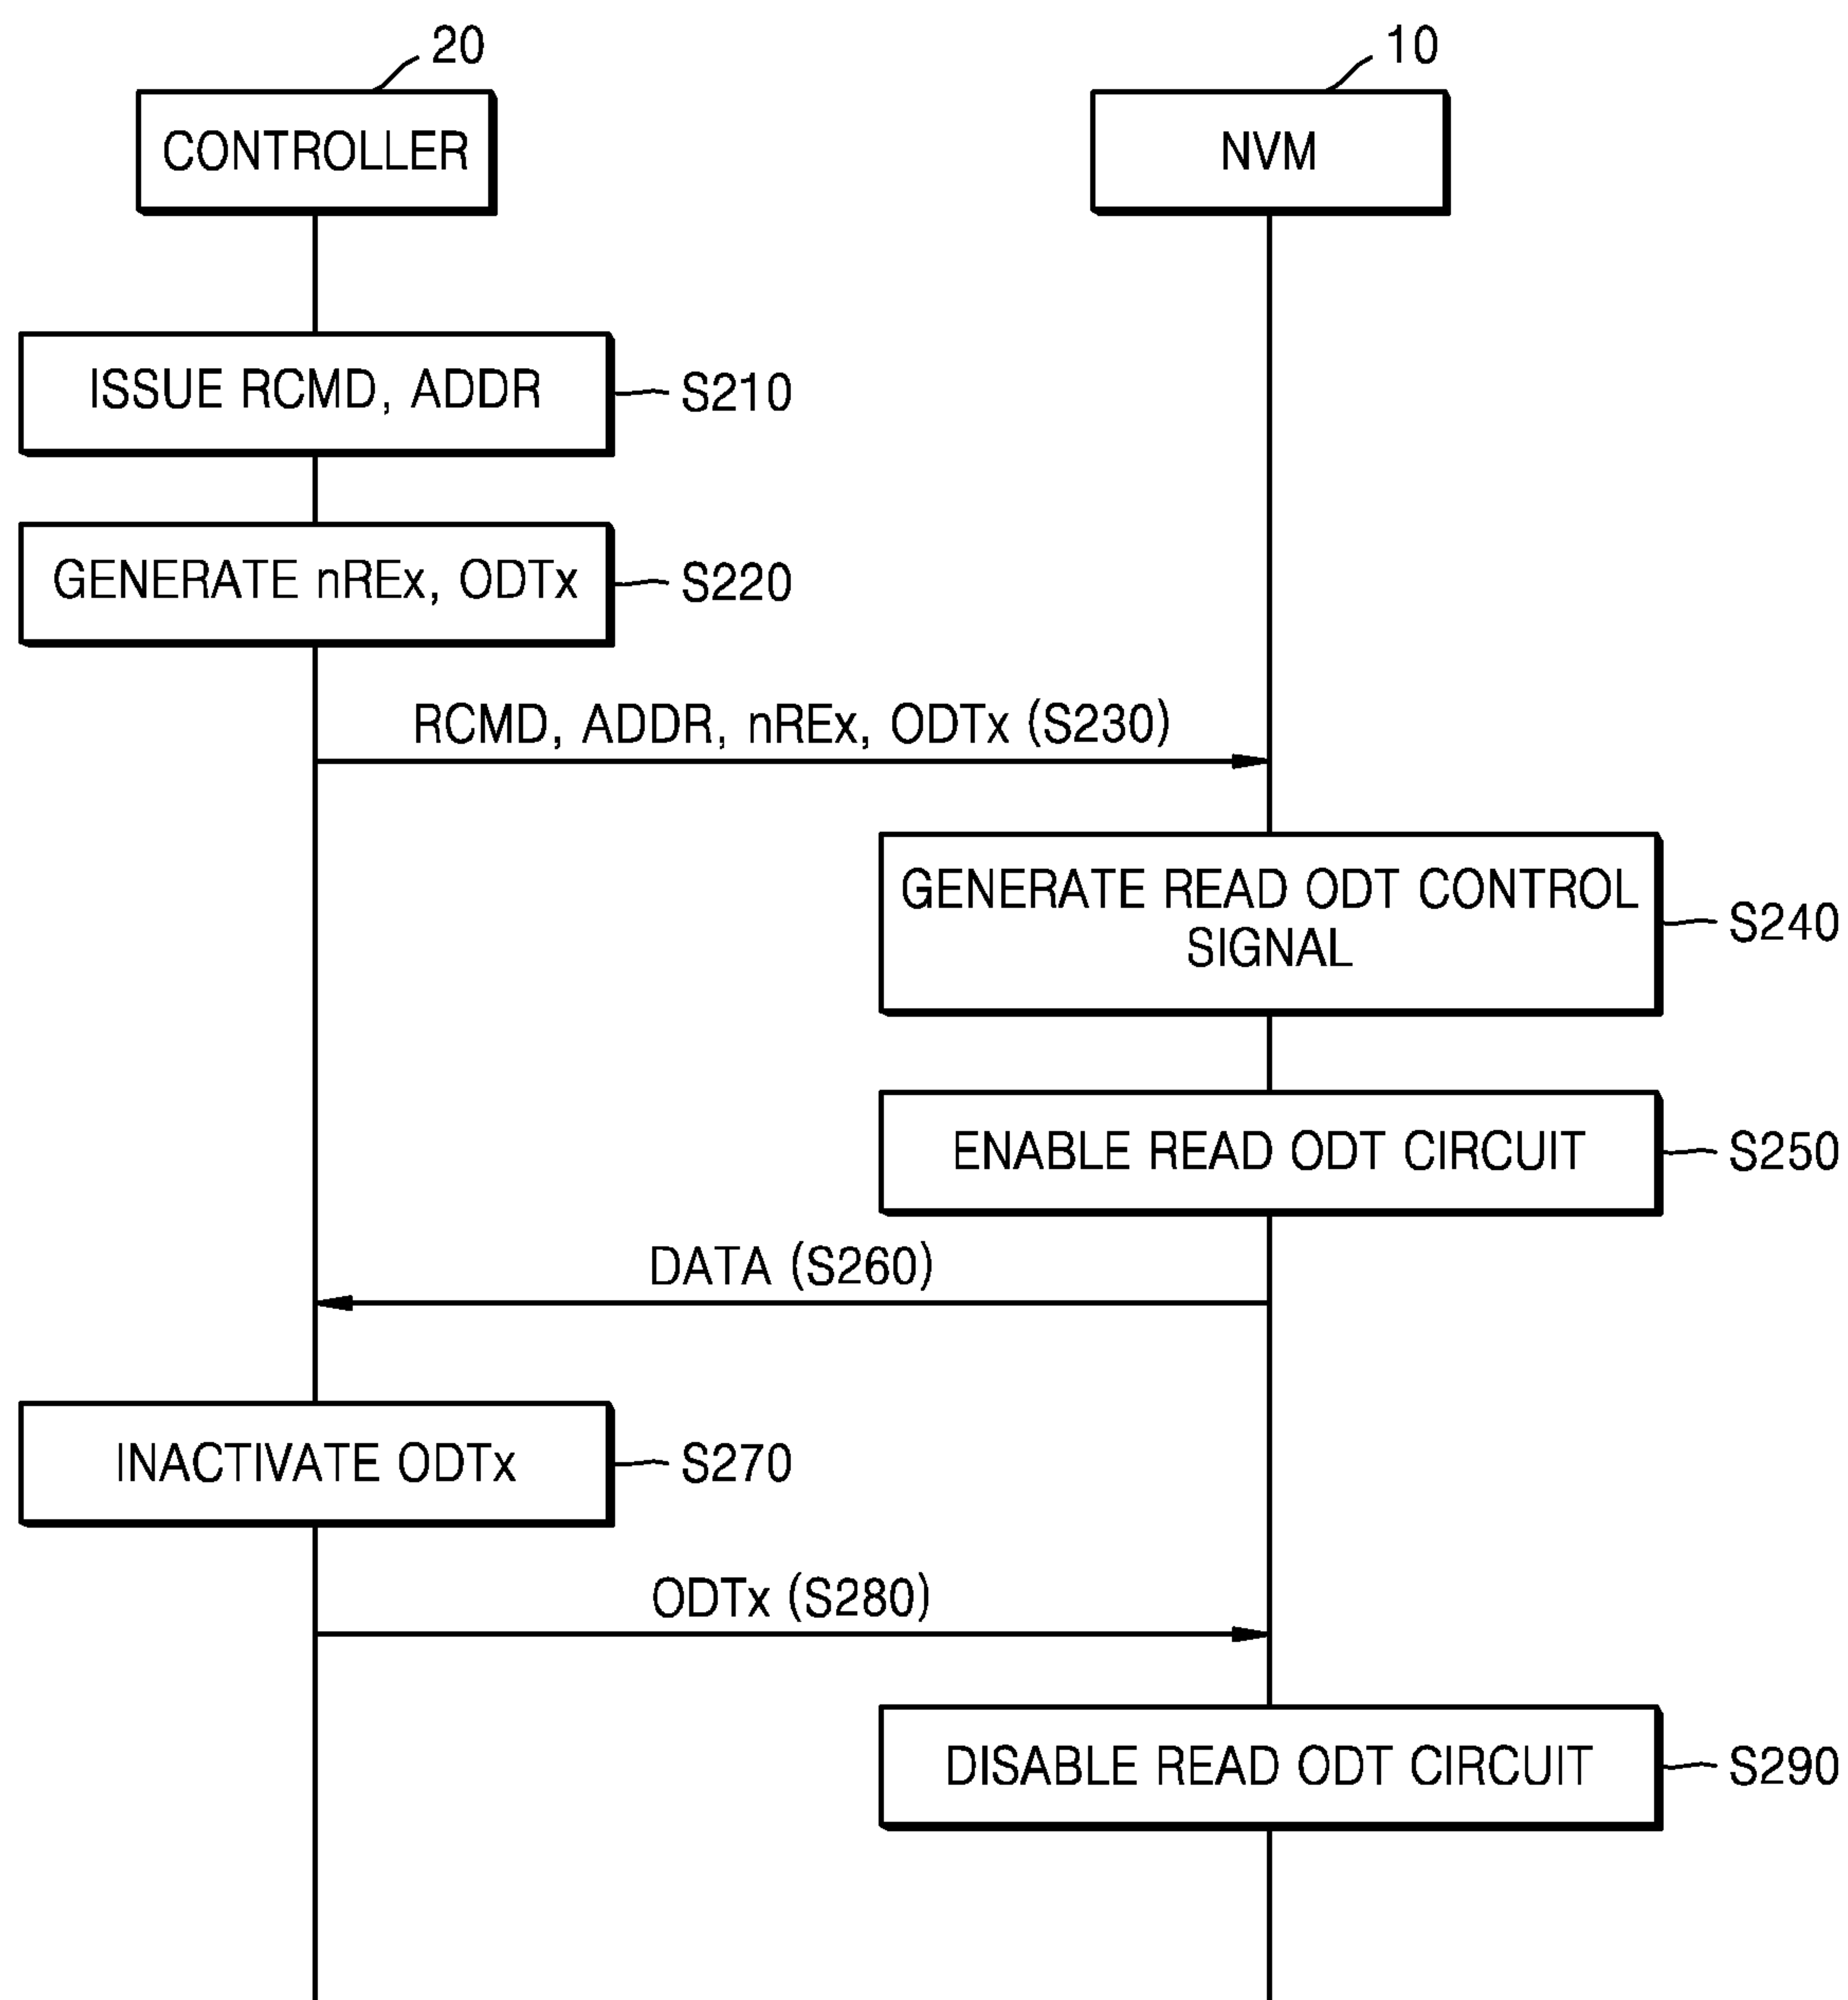 20
10
CONTROLLER
NVM
ISSUE RCMD, ADDR
S210
GENERATE nREx, ODTx
S220
RCMD, ADDR, nREx, ODTx (S230)
GENERATE READ ODT CONTROL
SIGNAL
S240
ENABLE READ ODT CIRCUIT
S250
DATA (S260)
INACTIVATE ODTx
S270
ODTx (S280)
DISABLE READ ODT CIRCUIT
S290